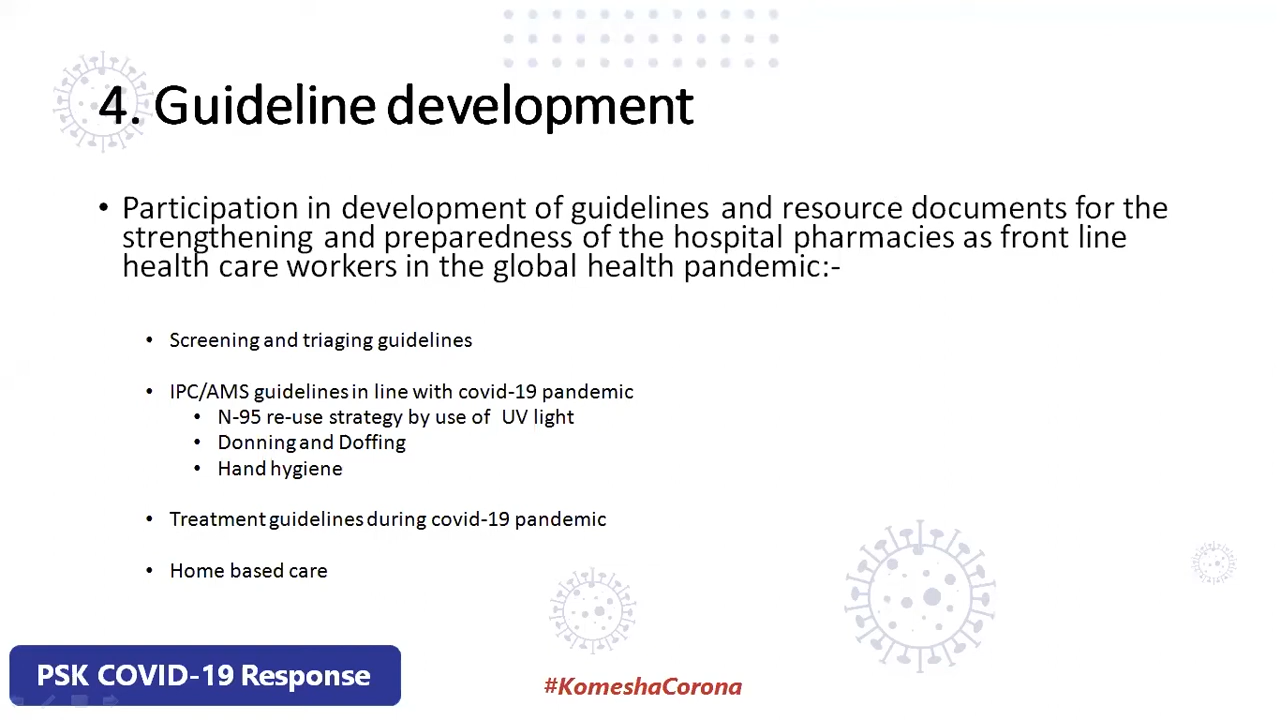 4. Guideline development
• Participation in development of guidelines and resource documents for the
strengthening and preparedness of the hospital pharmacies as front line
health care workers in the global health pandemic:-
• Screening and triaging guidelines
• IPC/AMS guidelines in line with covid-19 pandemic
• N-95 re-use strategy by use of UV light
• Donning and Doffing
• Hand hygiene
• Treatment guidelines during covid-19 pandemic
• Home based care
PSK COVID-19 Response
#KomeshaCorona